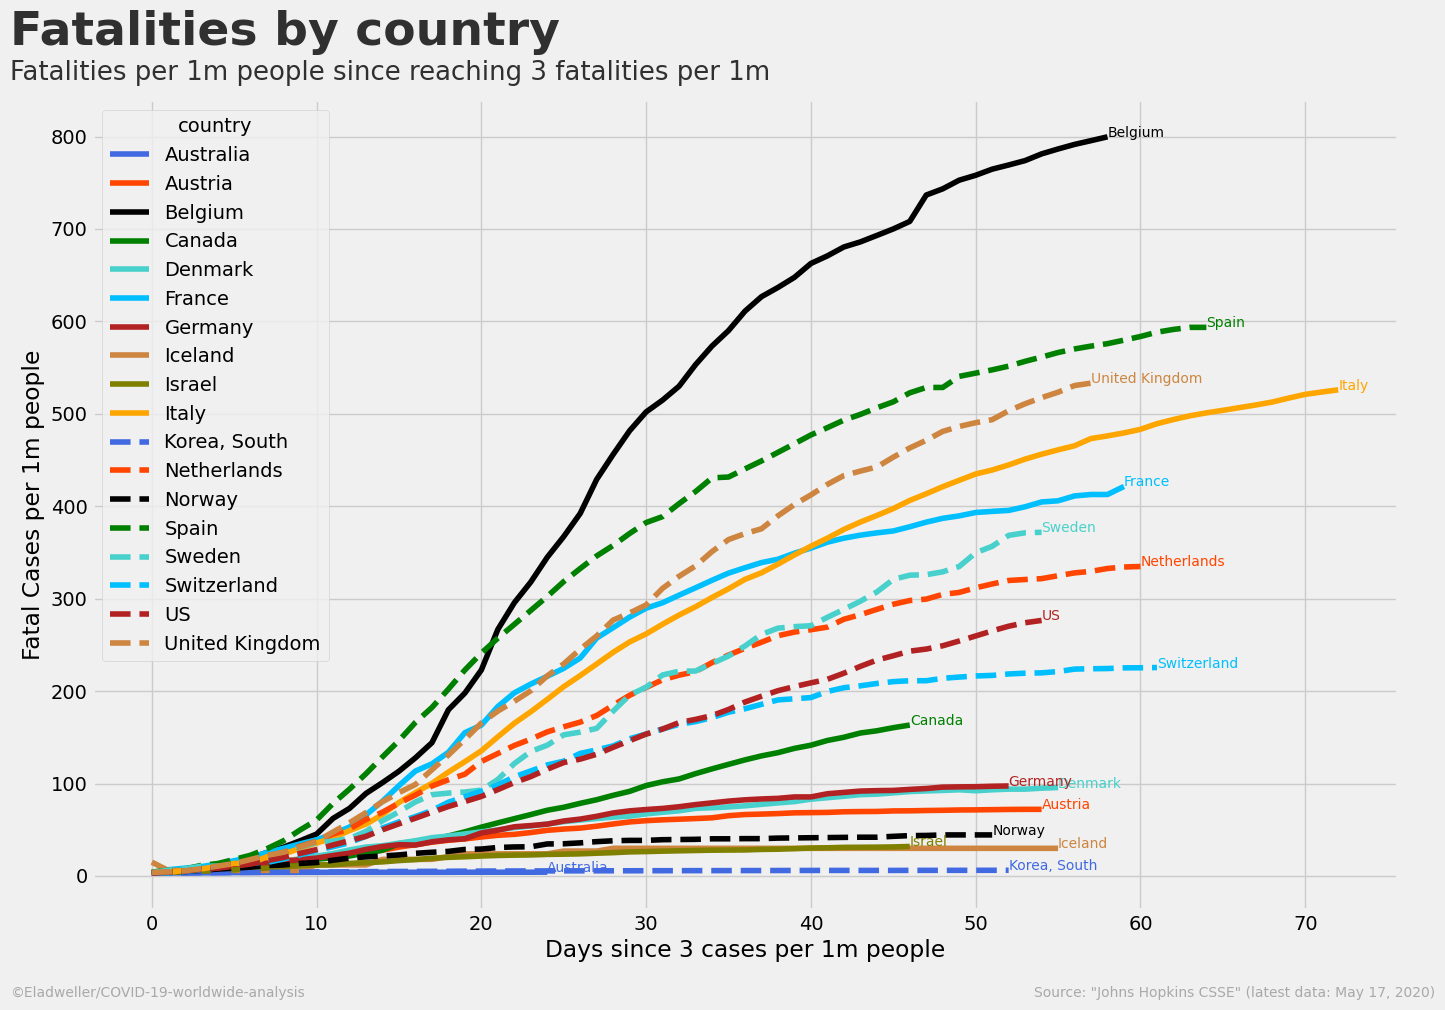 Fatalities by country
Fatalities per 1m people since reaching 3 fatalities per 1m
country
Australia
Austria
Belgium
Canada
Denmark
France
Germany
Iceland
Israel
Italy
Korea, South
Netherlands
Norway
Spain
Sweden
Switzerland
US
United Kingdom
Fatal Cases per 1m people
800
700
600
500
400
300
200
100
0
Belgium
Spain
United Kingdom
Italy
France
Sweden
Netherlands
US
Switzerland
Canada
Germany
Denmark
Austria
Norway
Israel
Iceland
Korea, South
Australia
0 10 20 30 40 50 60 70
Days since 3 cases per 1m people
©Eladweller/COVID-19-worldwide-analysis
Source: "Johns Hopkins CSSE" (latest data: May 17, 2020)